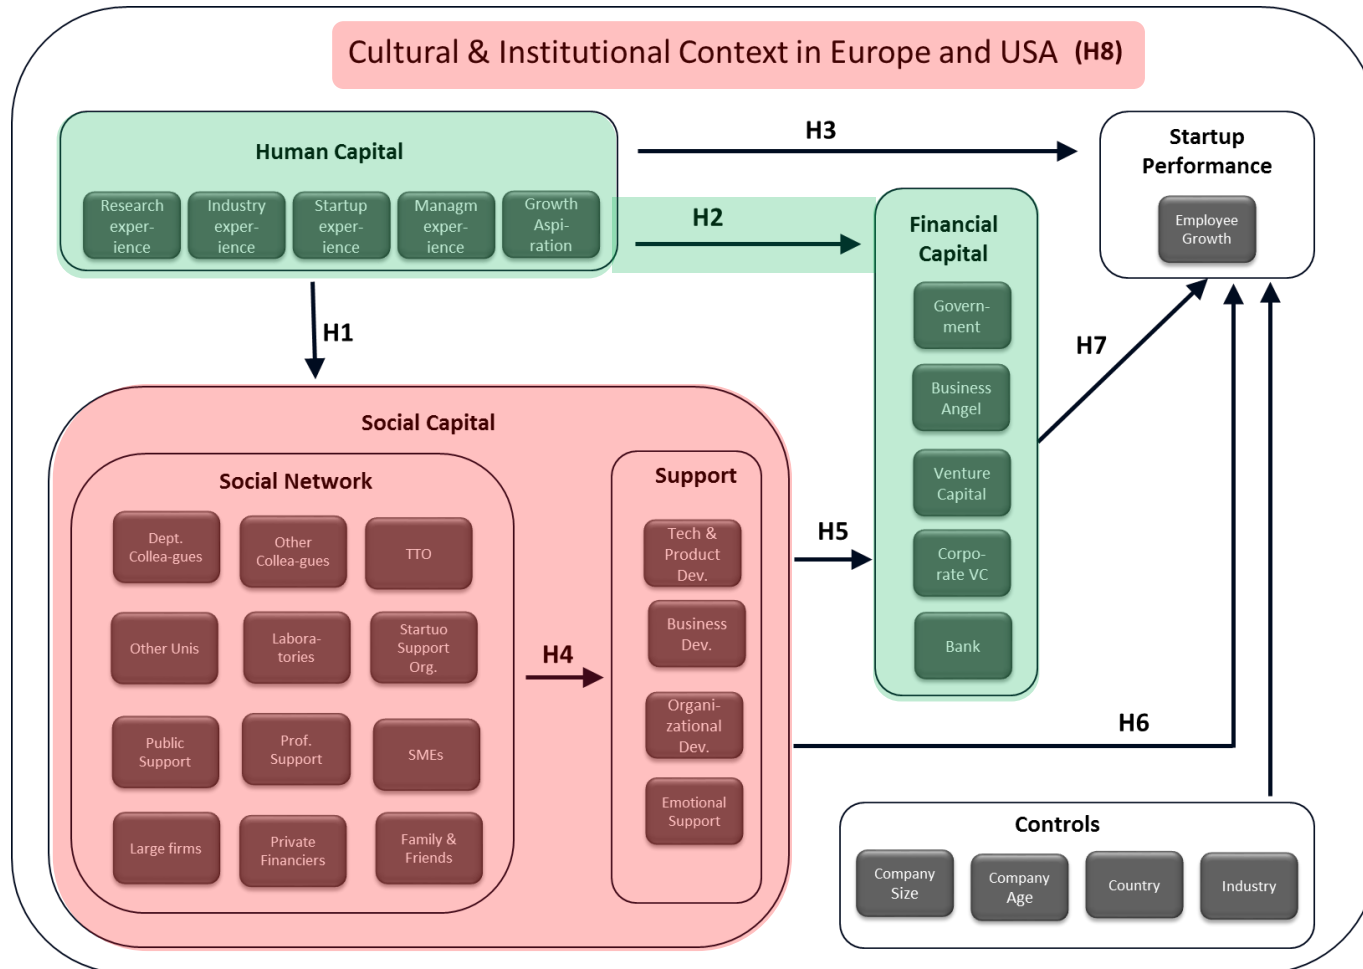 Cultural & Institutional Context in Europe and USA (H8)
Human Capital
Research
exper-
ience
Industry
exper-
ience
Startup
experience
Managm
exper-
ience
Growth
Aspi-
ration
H3
H2
H1
Startup
Performance
Employee
Growth
Financial
Capital
Govern-
ment
Business
Angel
Venture
Capital
Corpo-
rate VC
Bank
H7
Social Capital
Social Network
Dept.
Collea-gues
Other
Collea-gues
TTO
Other Unis
Labora-
tories
Startuo
Support
Org.
Public
Support
Prof.
Support
SMEs
Large firms
Private
Financiers
Family &
Friends
H4
Support
Tech &
Product
Dev.
Business
Dev.
Organi-
zational
Dev.
Emotional
Support
H5
H6
Controls
Company
Size
Company
Age
Country
Industry